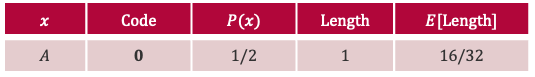 x Code P(x) Length E[Length]
A 0 1/2 1 16/32